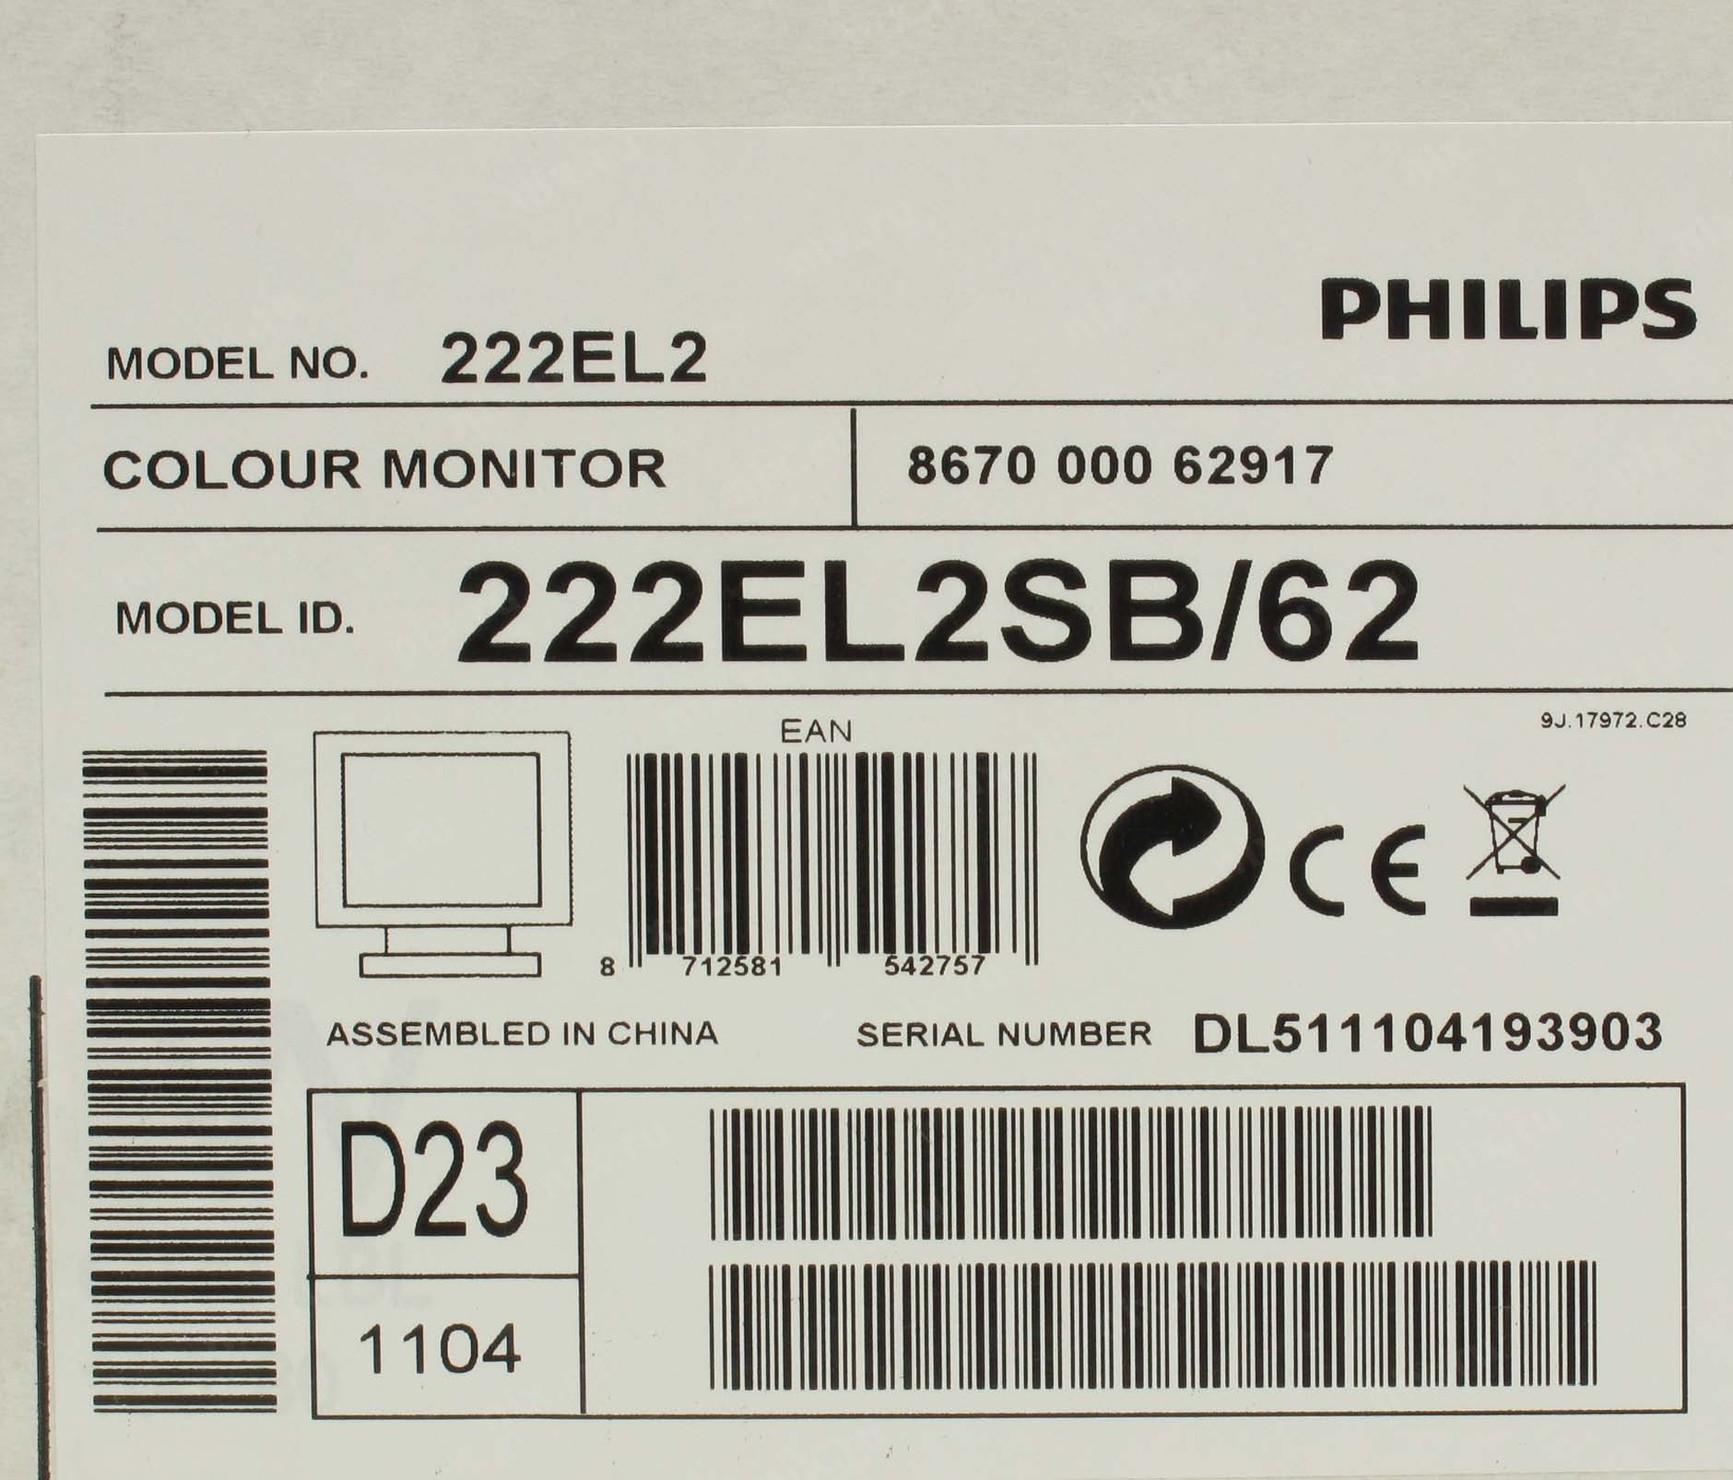 PHILIPS
MODEL NO. 222EL2
COLOUR MONITOR 8670 000 62917
MODEL ID. 222EL2SB/62
9J.17972.C28
EAN
8 712581 542757
CE
ASSEMBLED IN CHINA SERIAL NUMBER DL511104193903
D23
1104